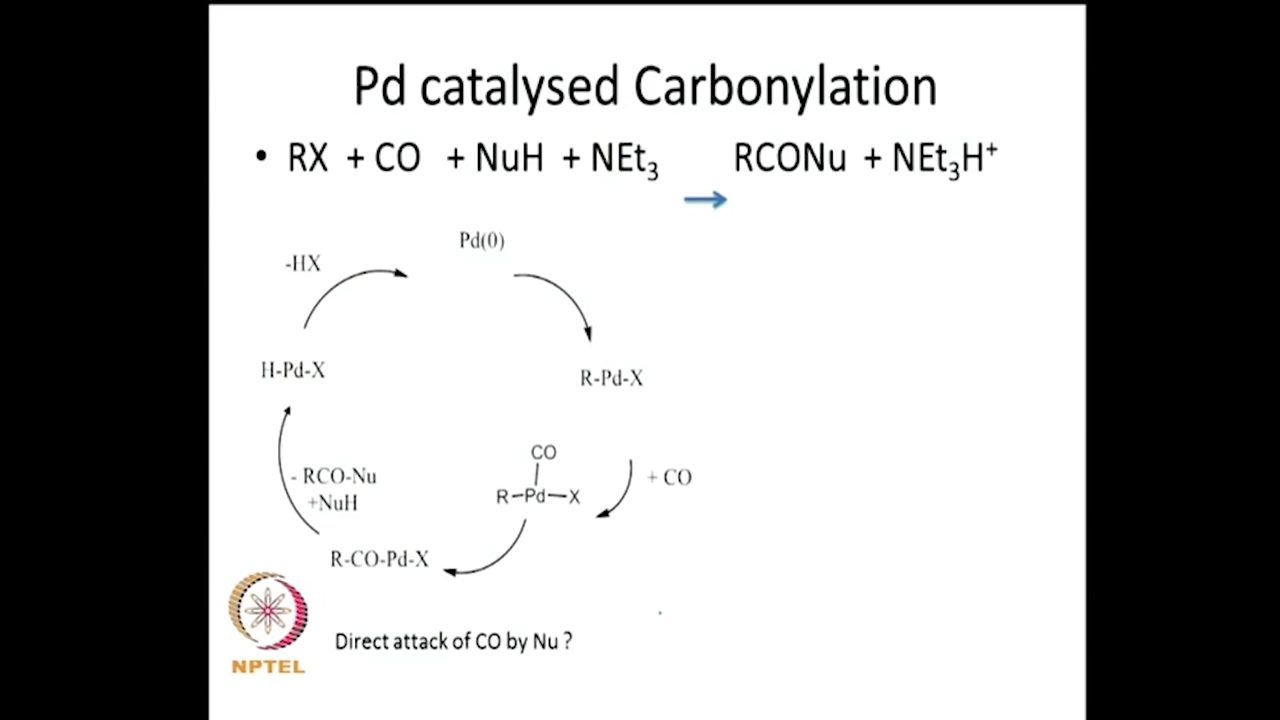 Pd catalysed Carbonylation
• RX + CO + NuH + NEt₃ → RCONu + NEt₃H⁺
Pd(0)
-HX
H-Pd-X
R-Pd-X
CO
R-Pd-X
+ CO
- RCO-Nu
+NuH
R-CO-Pd-X
Direct attack of CO by Nu ?
NPTEL